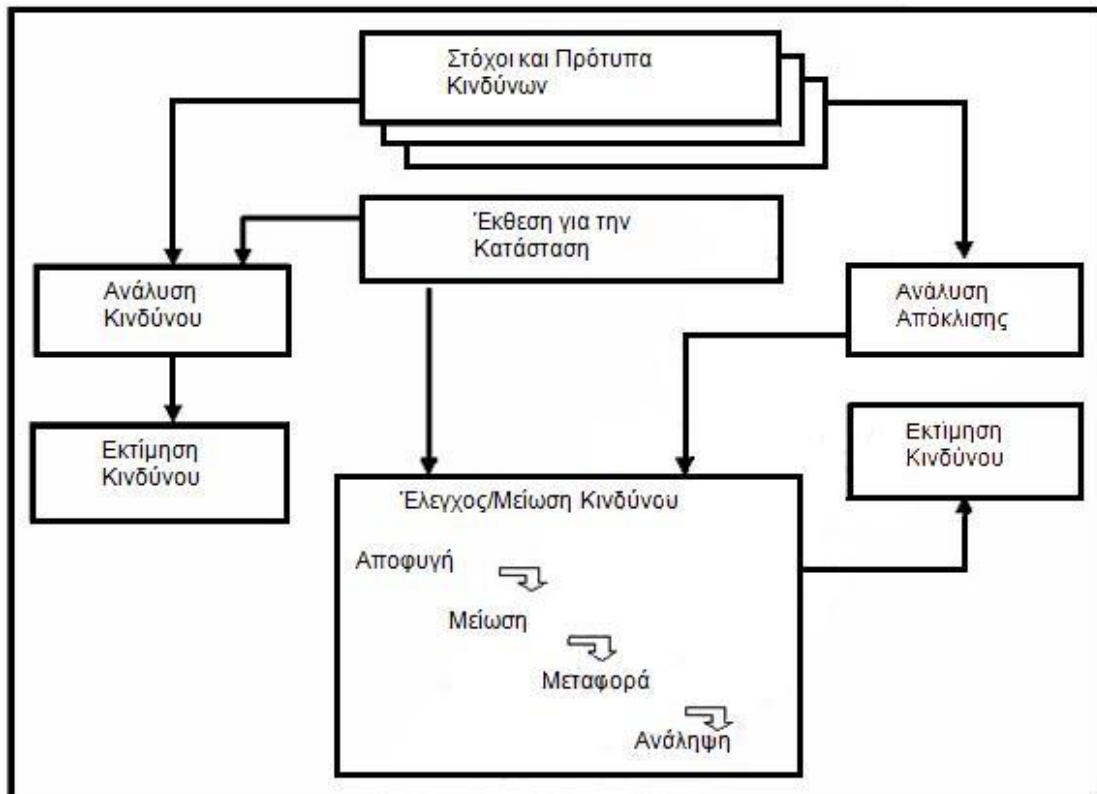 Στόχοι και Πρότυπα
Κινδύνων
Έκθεση για την
Κατάσταση
Ανάλυση
Κινδύνου
Ανάλυση
Απόκλισης
Εκτίμηση
Κινδύνου
Εκτίμηση
Κινδύνου
Έλεγχος/Μείωση Κινδύνου
Αποφυγή
Μείωση
Μεταφορά
Ανάληψη